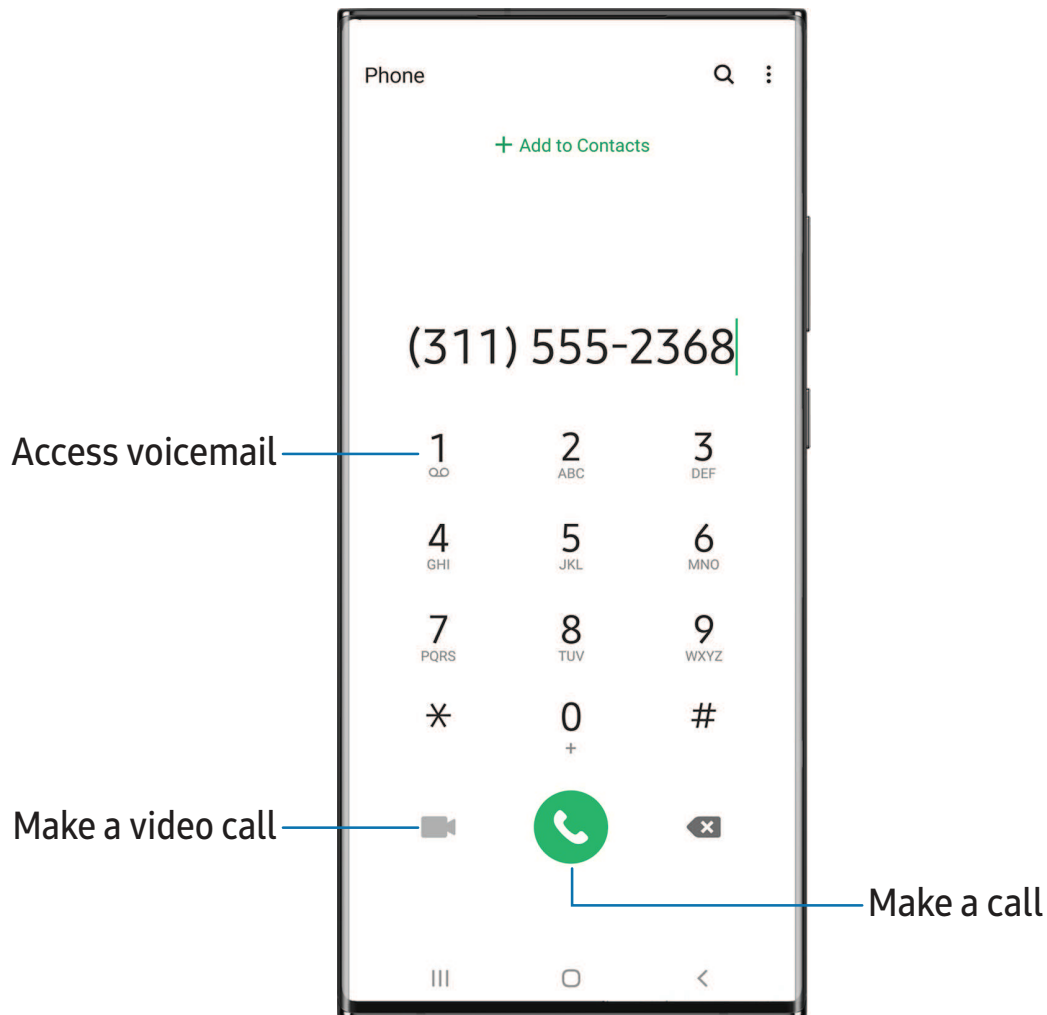 Phone
+ Add to Contacts
(311) 555-2368
Access voicemail
1 2 3
ABC DEF
4 5 6
GHI JKL MNO
7 8 9
PQRS TUV WXYZ
* 0 #
+
Make a video call
Make a call